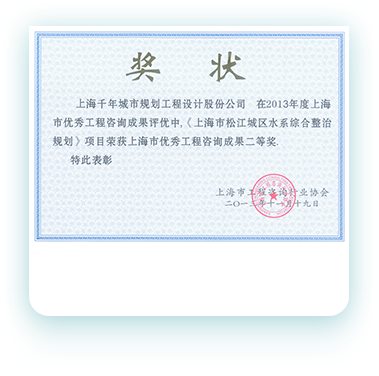 奖 状
上海千年城市规划工程设计股份公司 在2013年度上海
市优秀工程咨询成果评优中,《上海市松江城区水系综合整治
规划》项目荣获上海市优秀工程咨询成果二等奖.
特此表彰
上海市工程咨询行业协会
二〇一三年十一月十九日